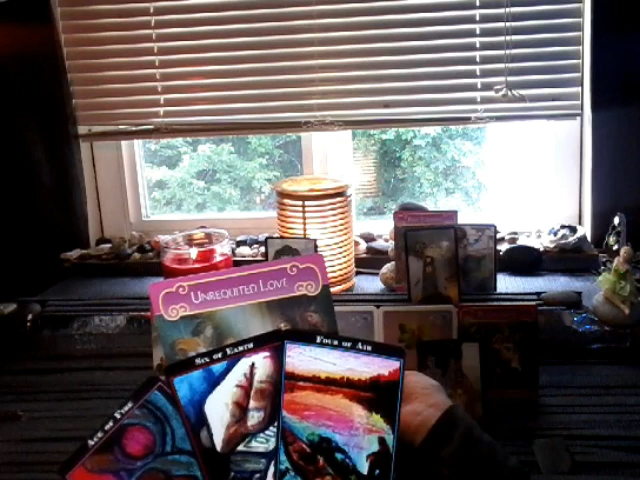 UNREQUITED LOVE
SIX OF EARTH
FOUR OF AIR
ACE OF FIRE